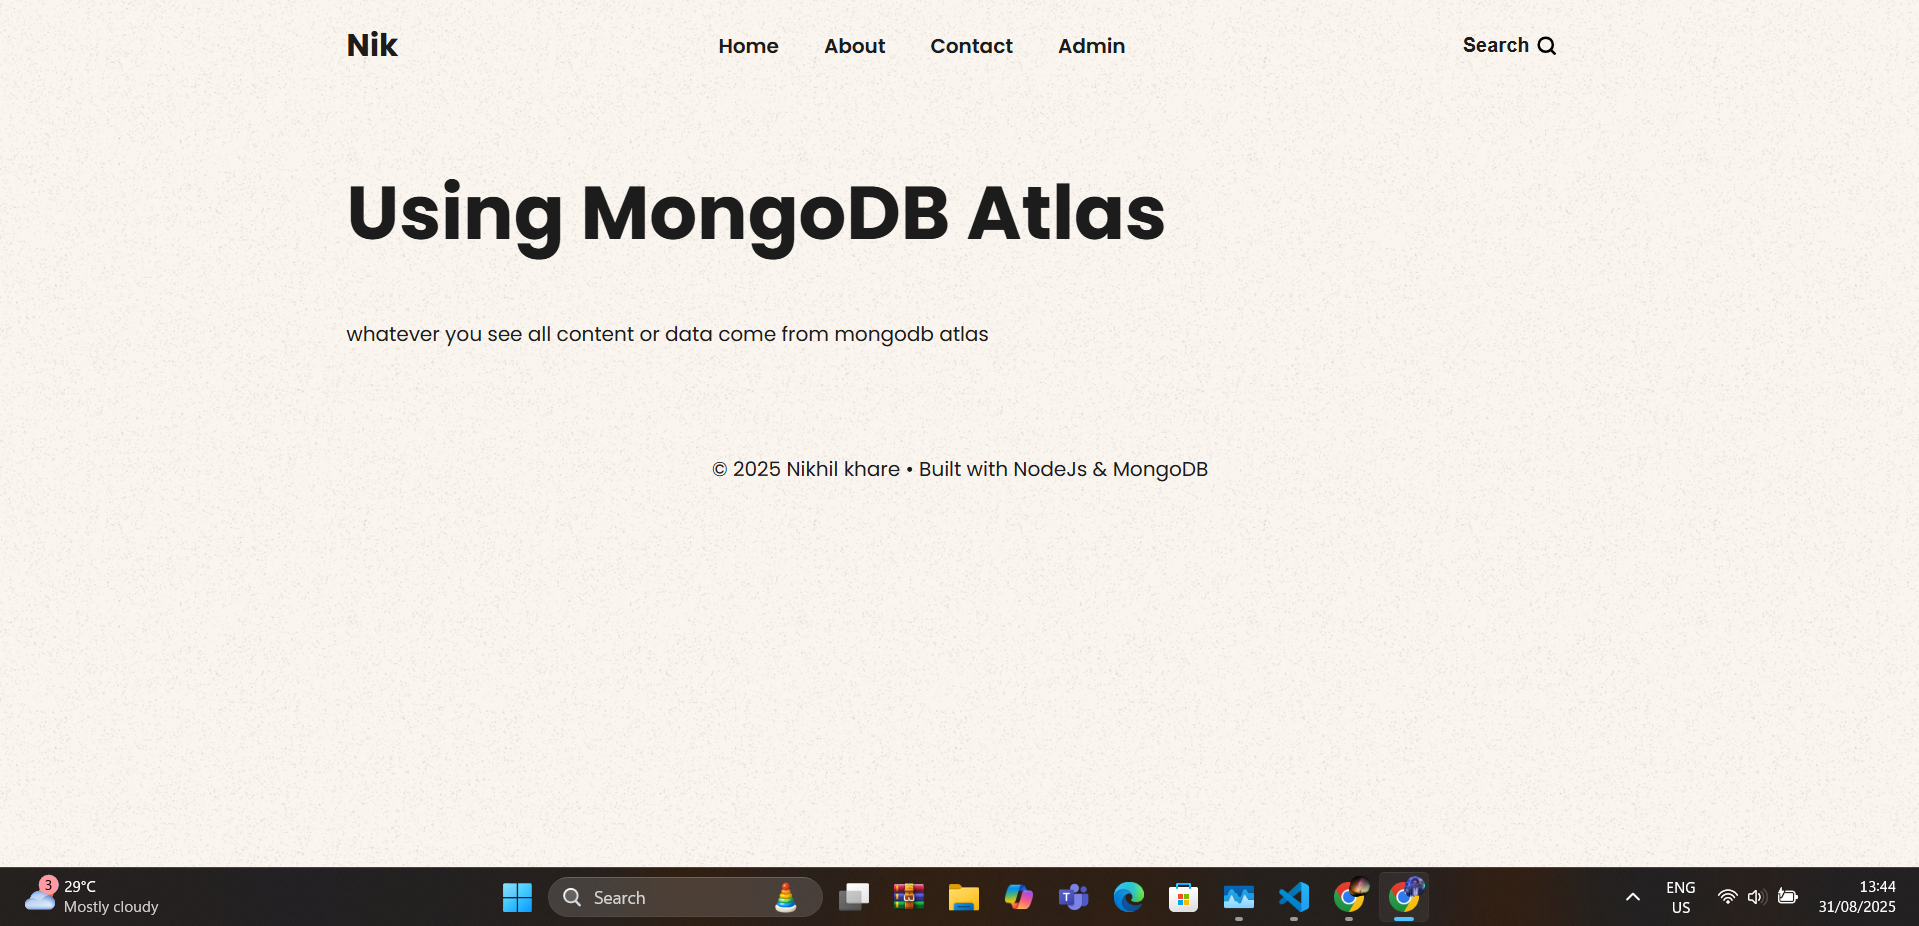 Nik
Home About Contact Admin
Search
Using MongoDB Atlas
whatever you see all content or data come from mongodb atlas
© 2025 Nikhil khare • Built with NodeJs & MongoDB
3
29°C
Mostly cloudy
Search
ENG
US
13:44
31/08/2025